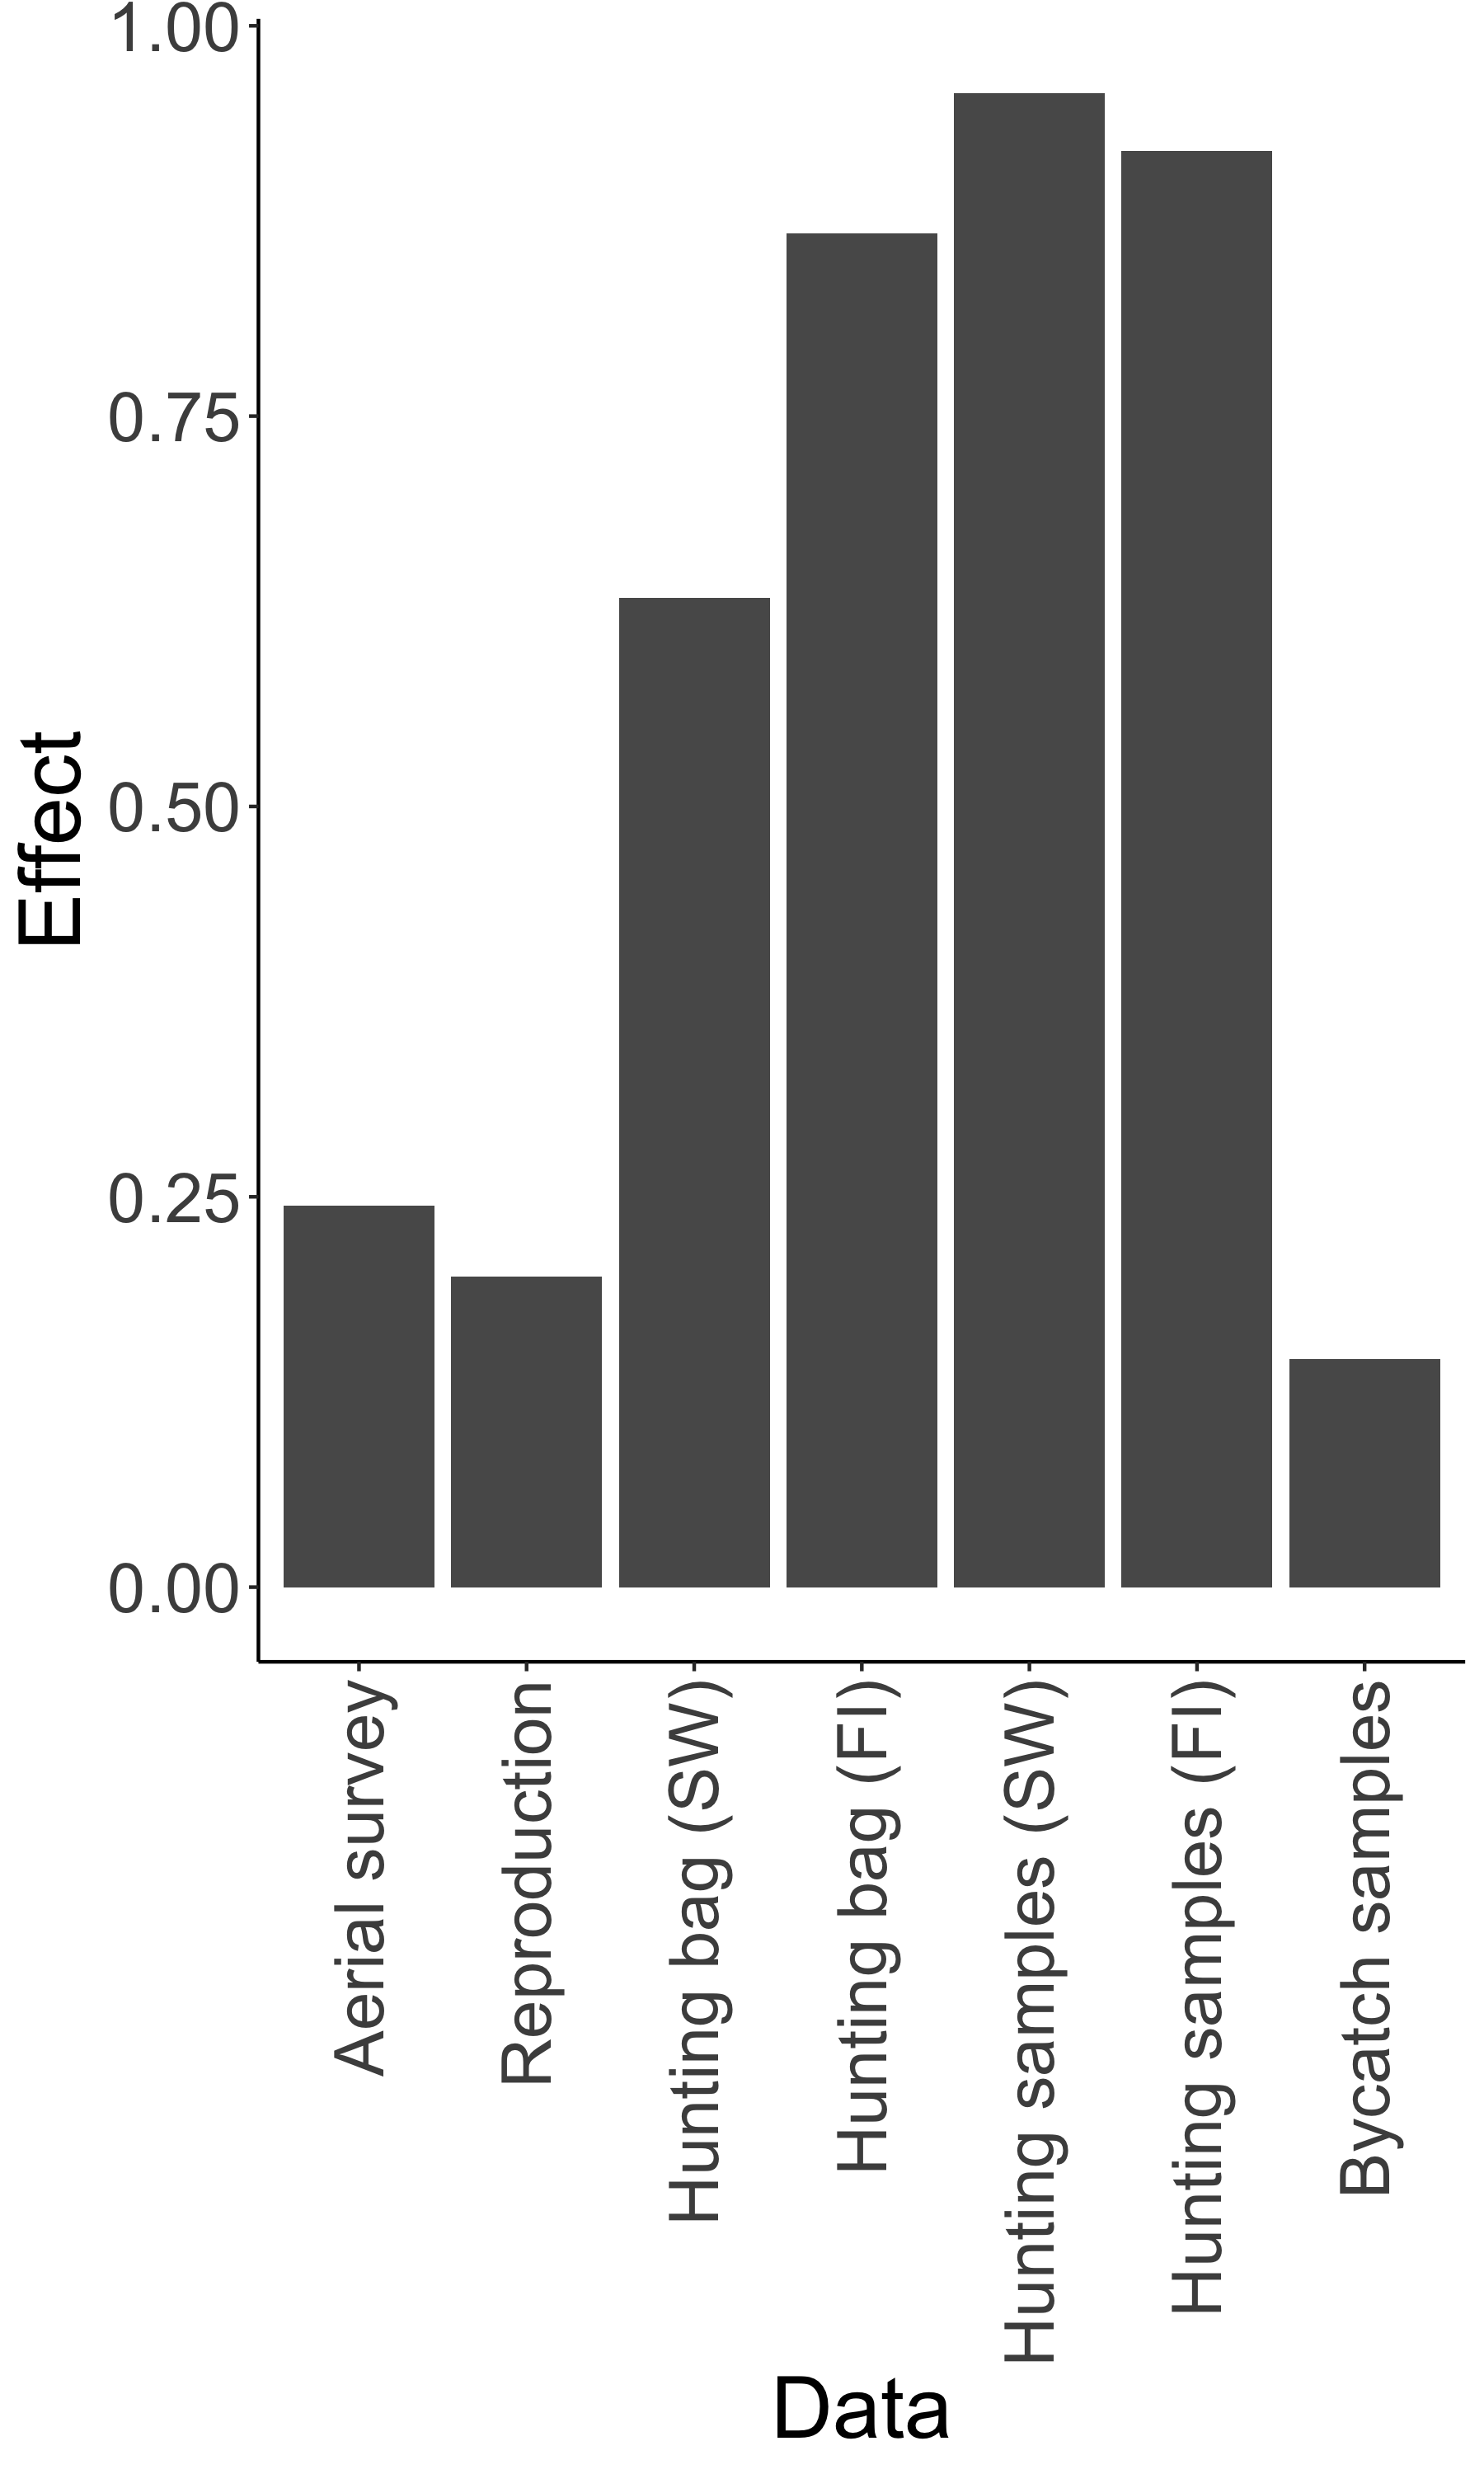 1.00
0.75
0.50
0.25
0.00
Effect
Aerial survey
Reproduction
Hunting bag (SW)
Hunting bag (FI)
Hunting samples (SW)
Hunting samples (FI)
Bycatch samples
Data